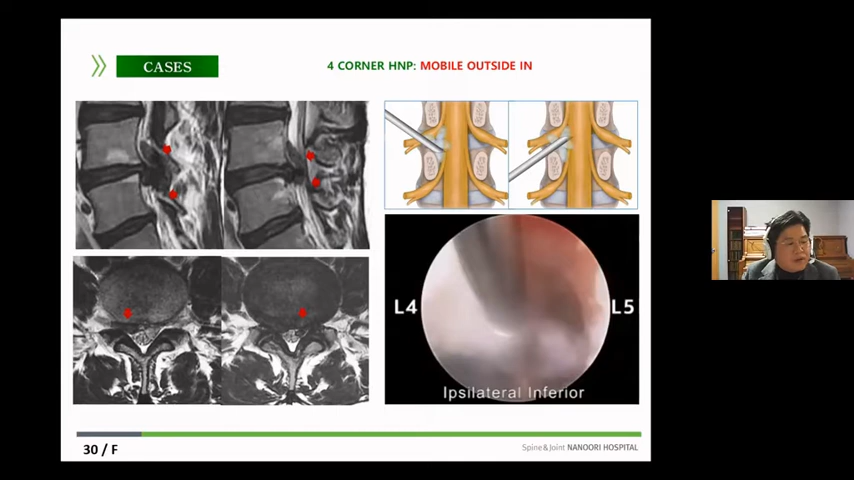 CASES
4 CORNER HNP: MOBILE OUTSIDE IN
L4
L5
Ipsilateral Inferior
30 / F
Spine & Joint NANOORI HOSPITAL